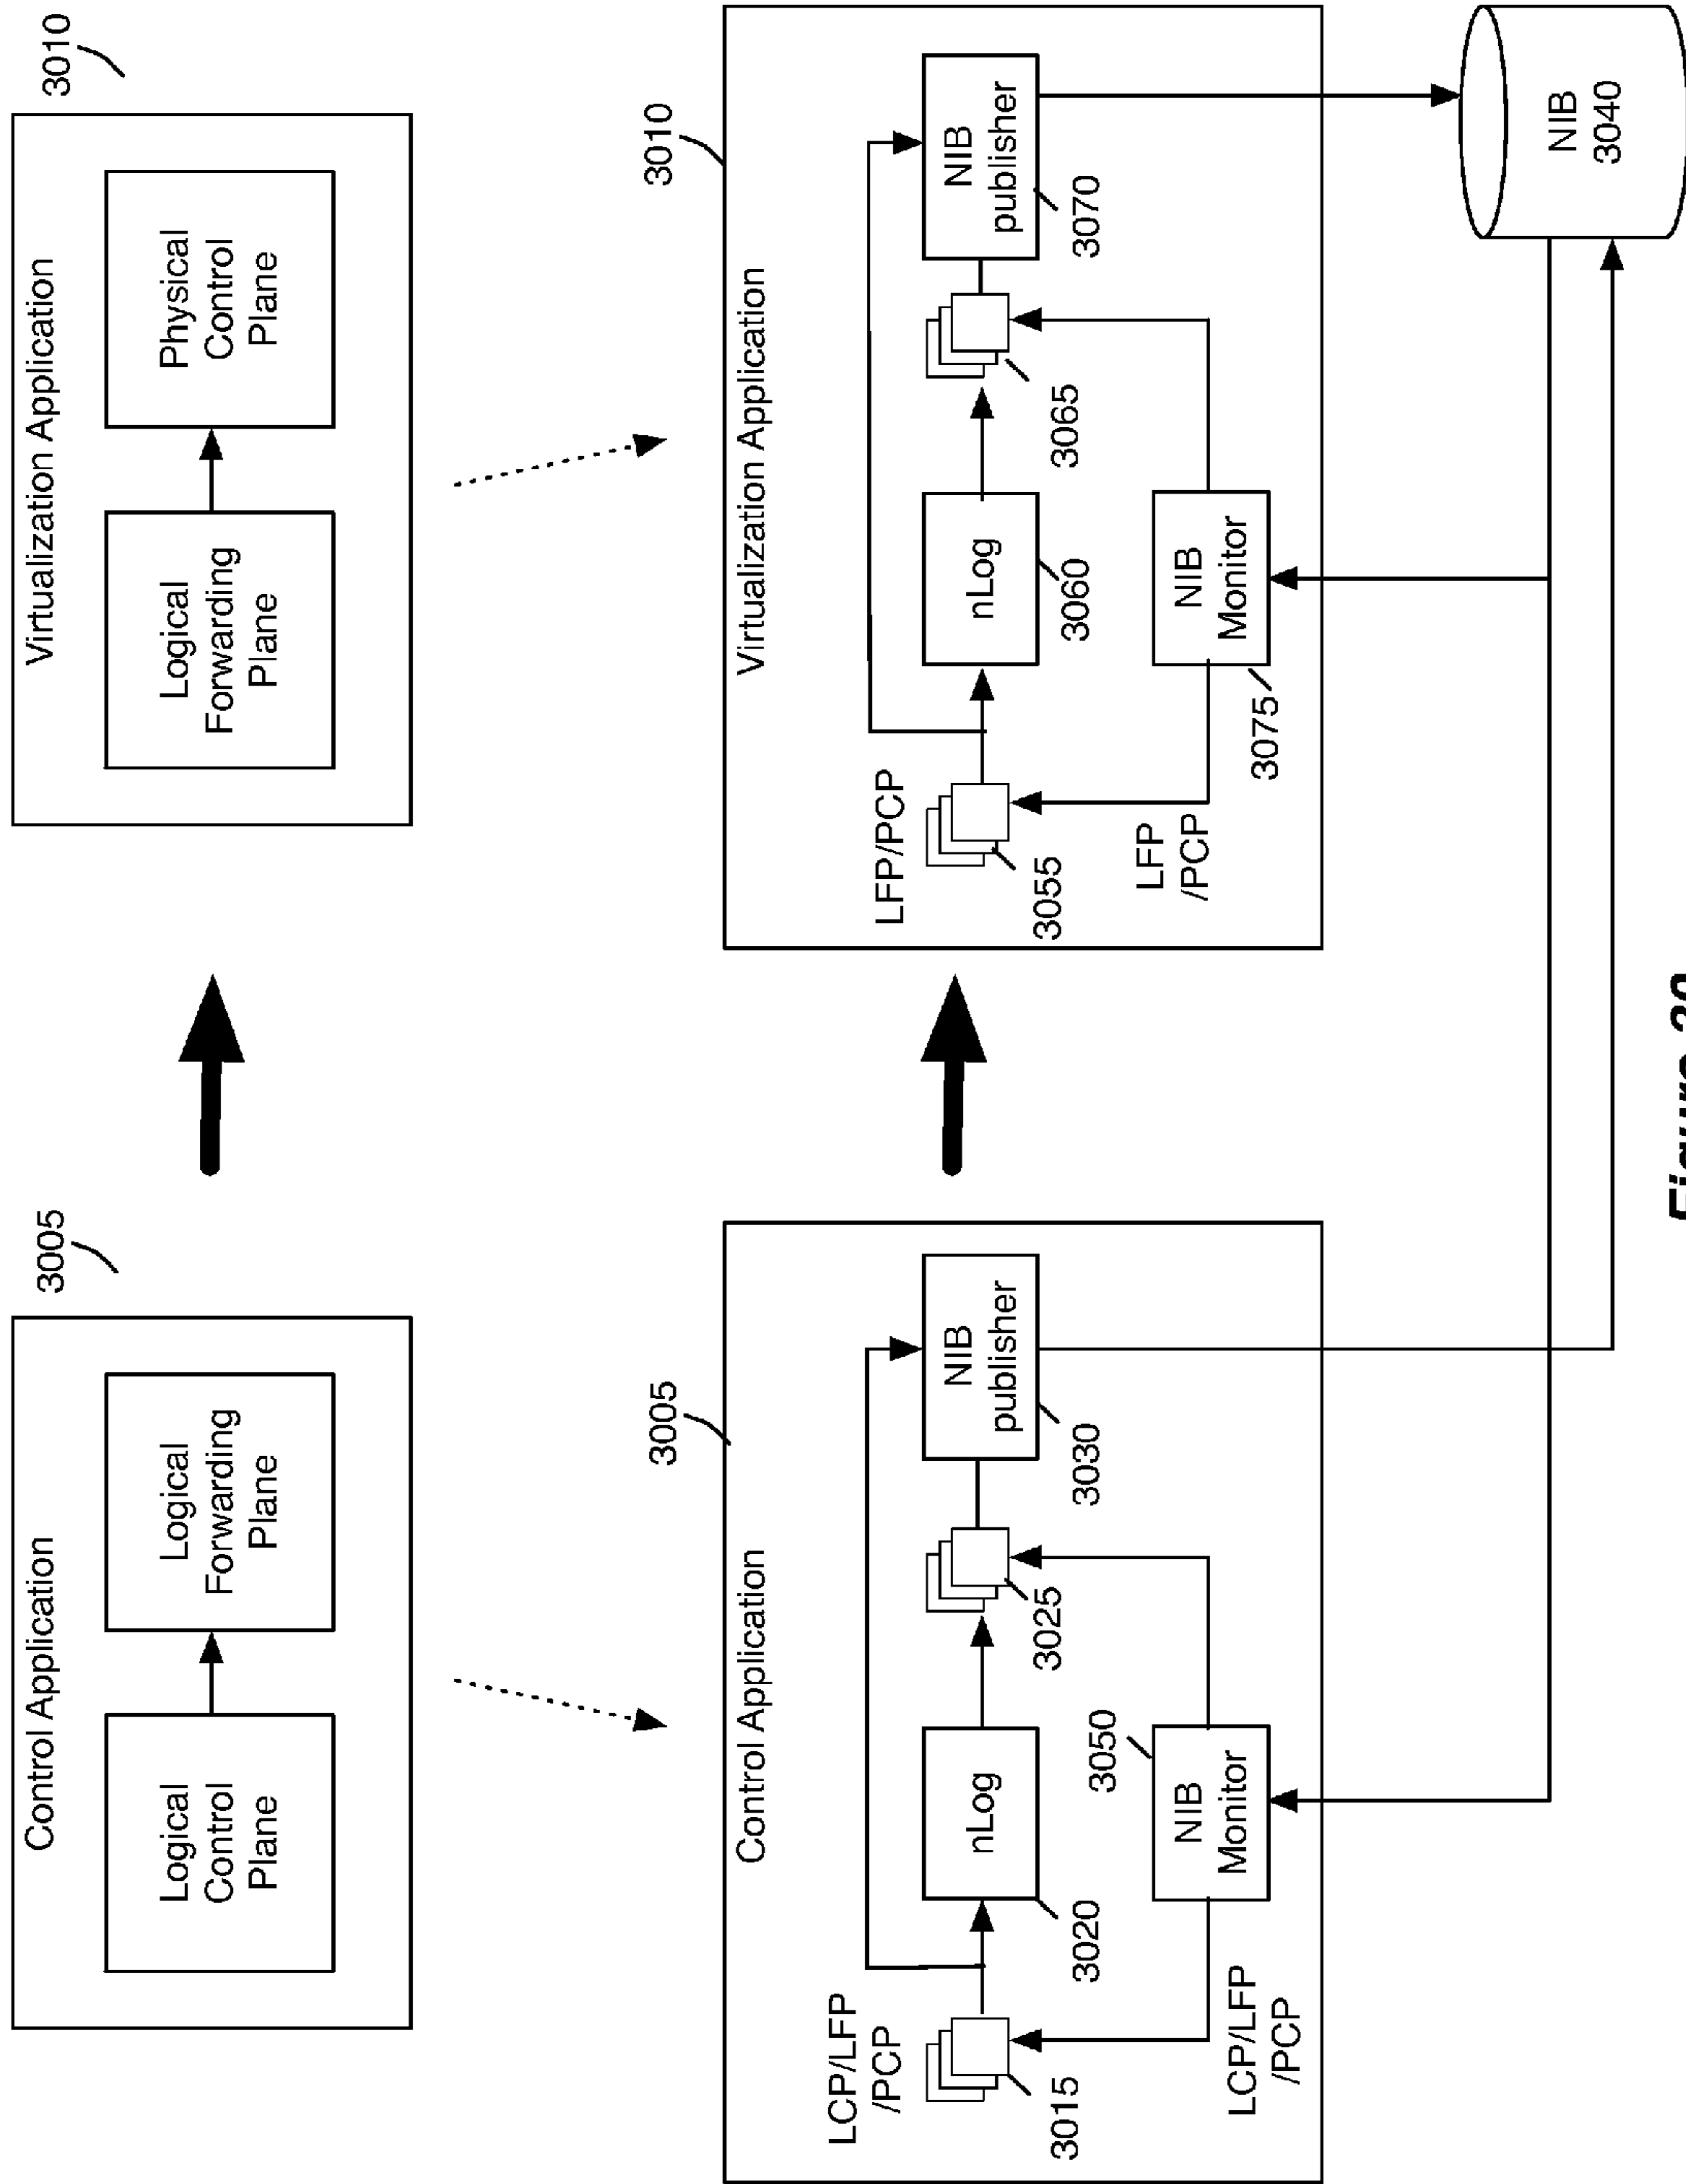 Control Application
Logical
Control
Plane
Logical
Forwarding
Plane
3005
Virtualization Application
Logical
Forwarding
Plane
Physical
Control
Plane
3010
Control Application
3005
LCP/LFP
/PCP
3015
nLog
3020
3025
NIB
publisher
3030
LCP/LFP
/PCP
NIB
Monitor
3050
Virtualization Application
3010
LFP/PCP
3055
nLog
3060
3065
NIB
publisher
3070
LFP
/PCP
NIB
Monitor
3075
NIB
3040
Figure